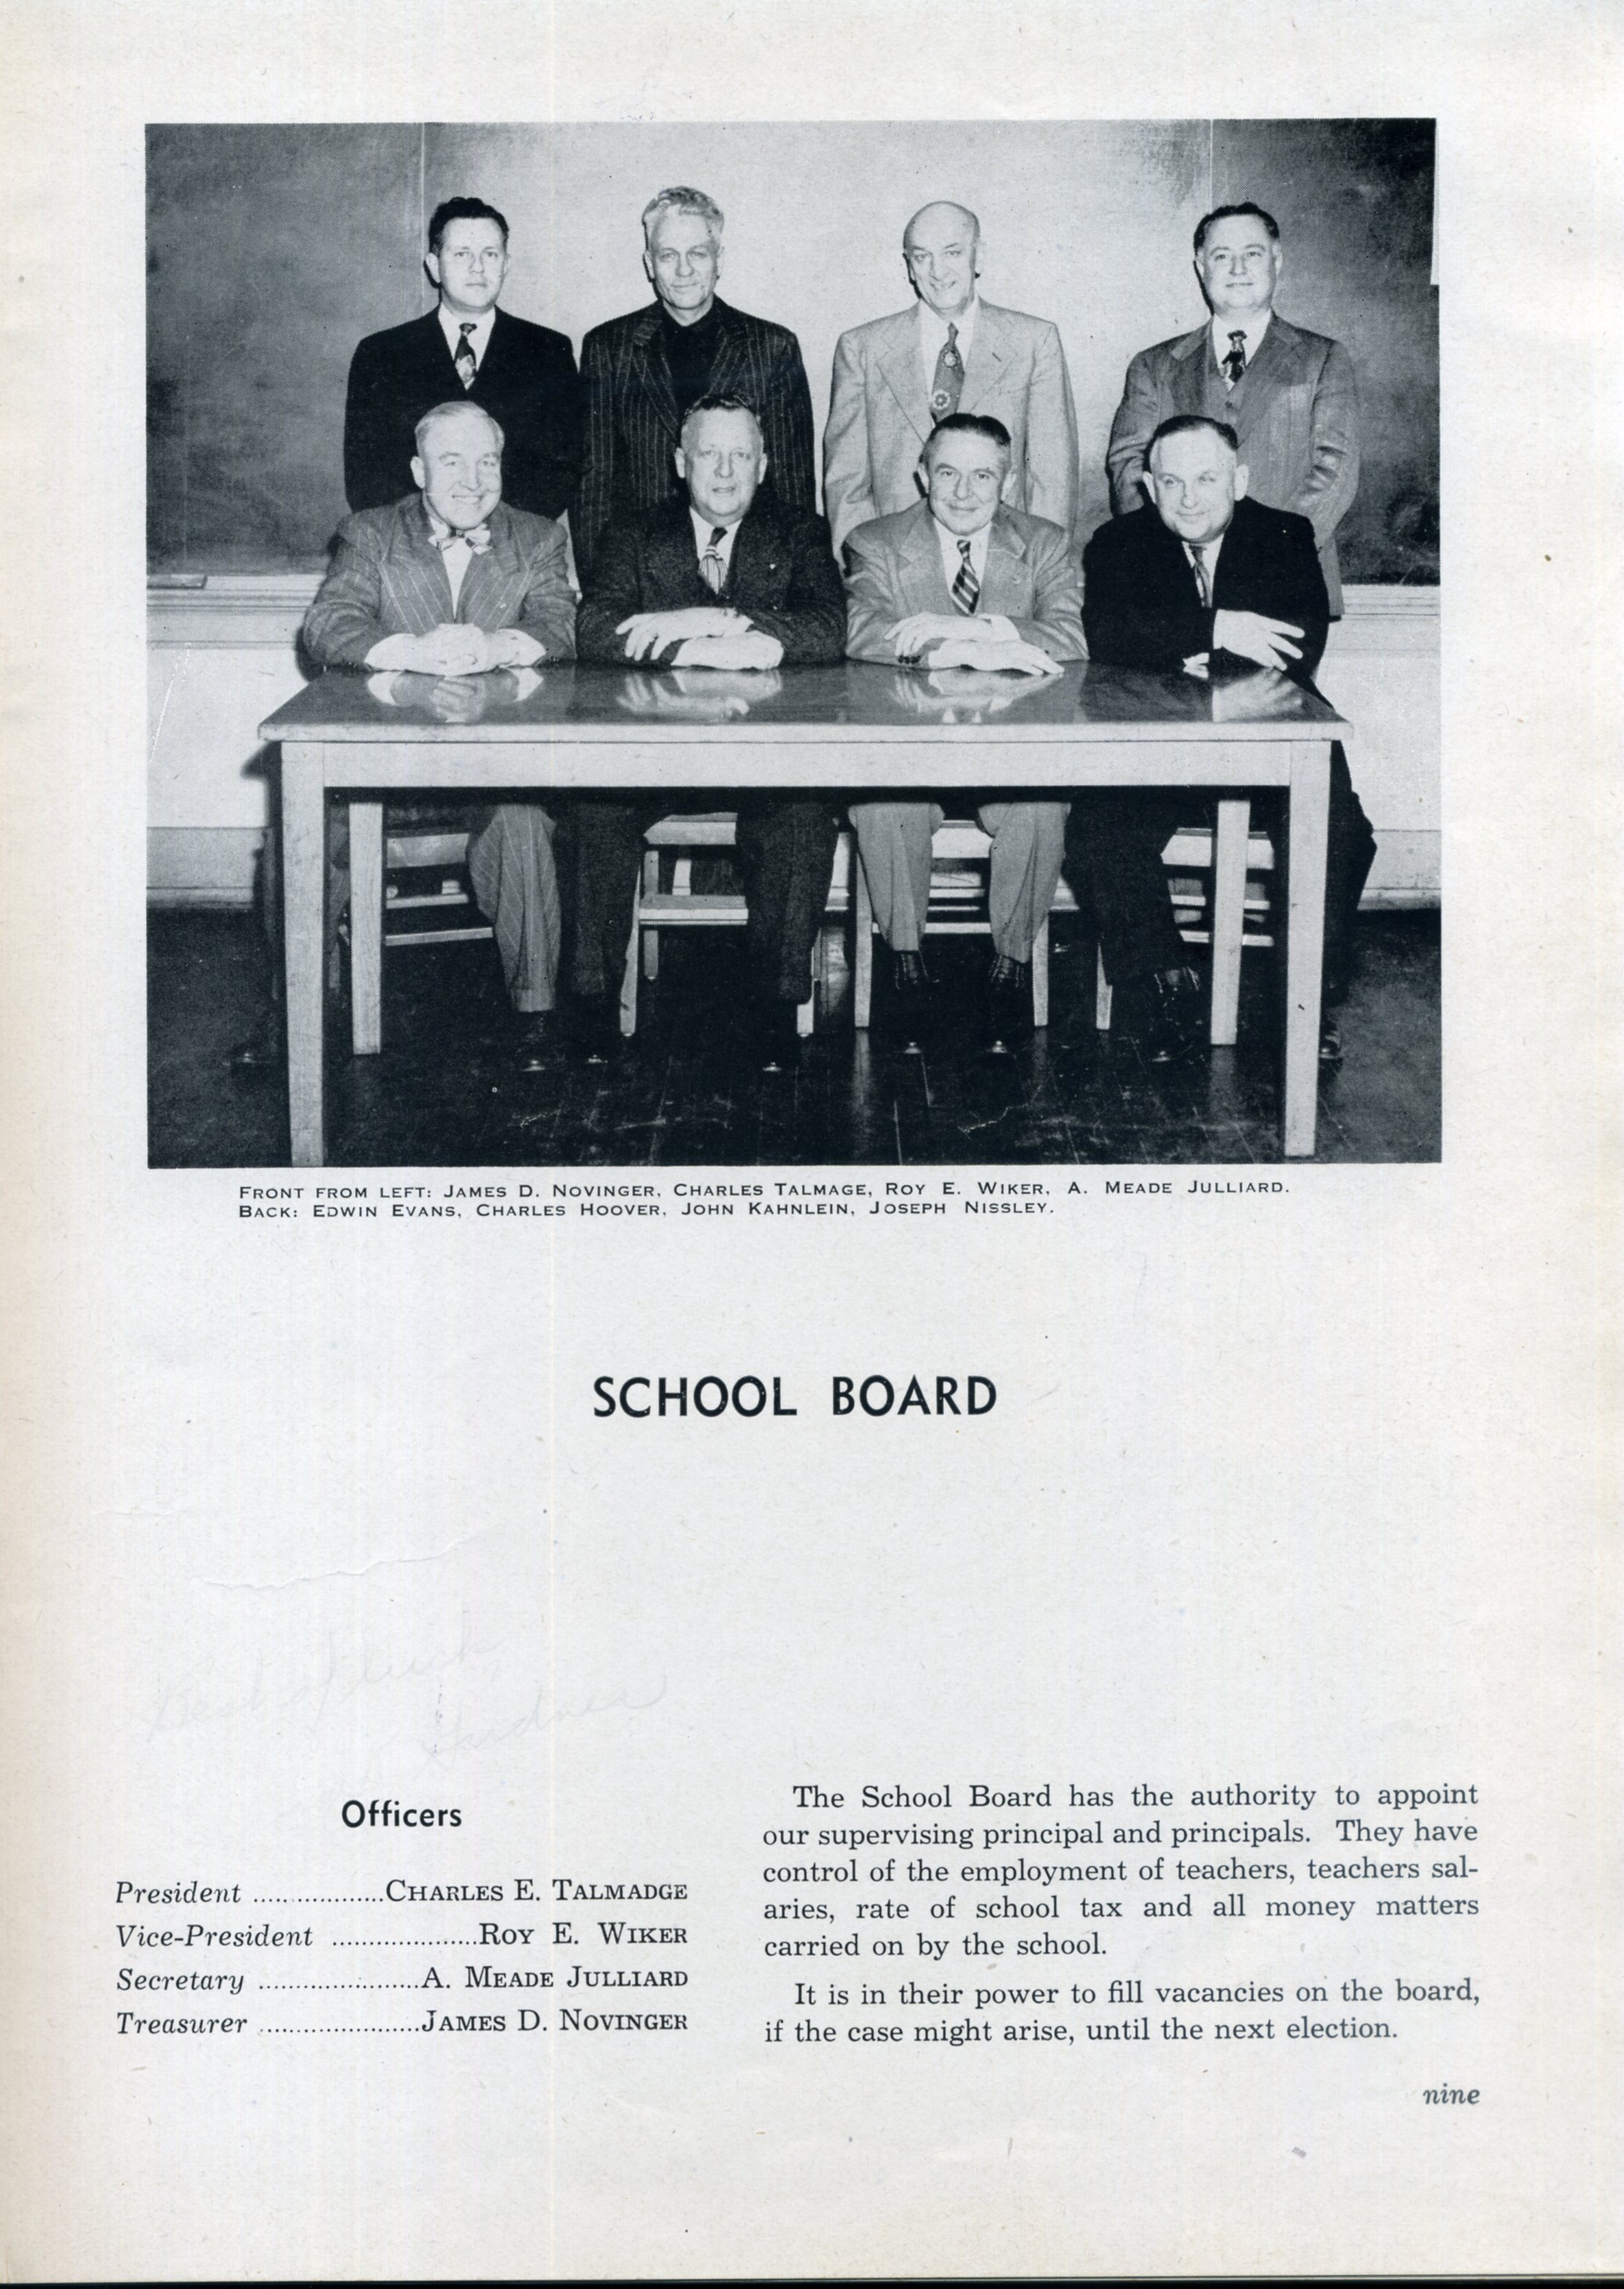 FRONT FROM LEFT: JAMES D. NOVINGER, CHARLES TALMAGE, ROY E. WIKER, A. MEADE JULLIARD.
BACK: EDWIN EVANS, CHARLES HOOVER, JOHN KAHNLEIN, JOSEPH NISSLEY.
SCHOOL BOARD
Best of luck
Officers
President .................CHARLES E. TALMADGE
Vice-President ....................ROY E. WIKER
Secretary ......................A. MEADE JULLIARD
Treasurer ......................JAMES D. NOVINGER
The School Board has the authority to appoint
our supervising principal and principals. They have
control of the employment of teachers, teachers sal-
aries, rate of school tax and all money matters
carried on by the school.
It is in their power to fill vacancies on the board,
if the case might arise, until the next election.
nine